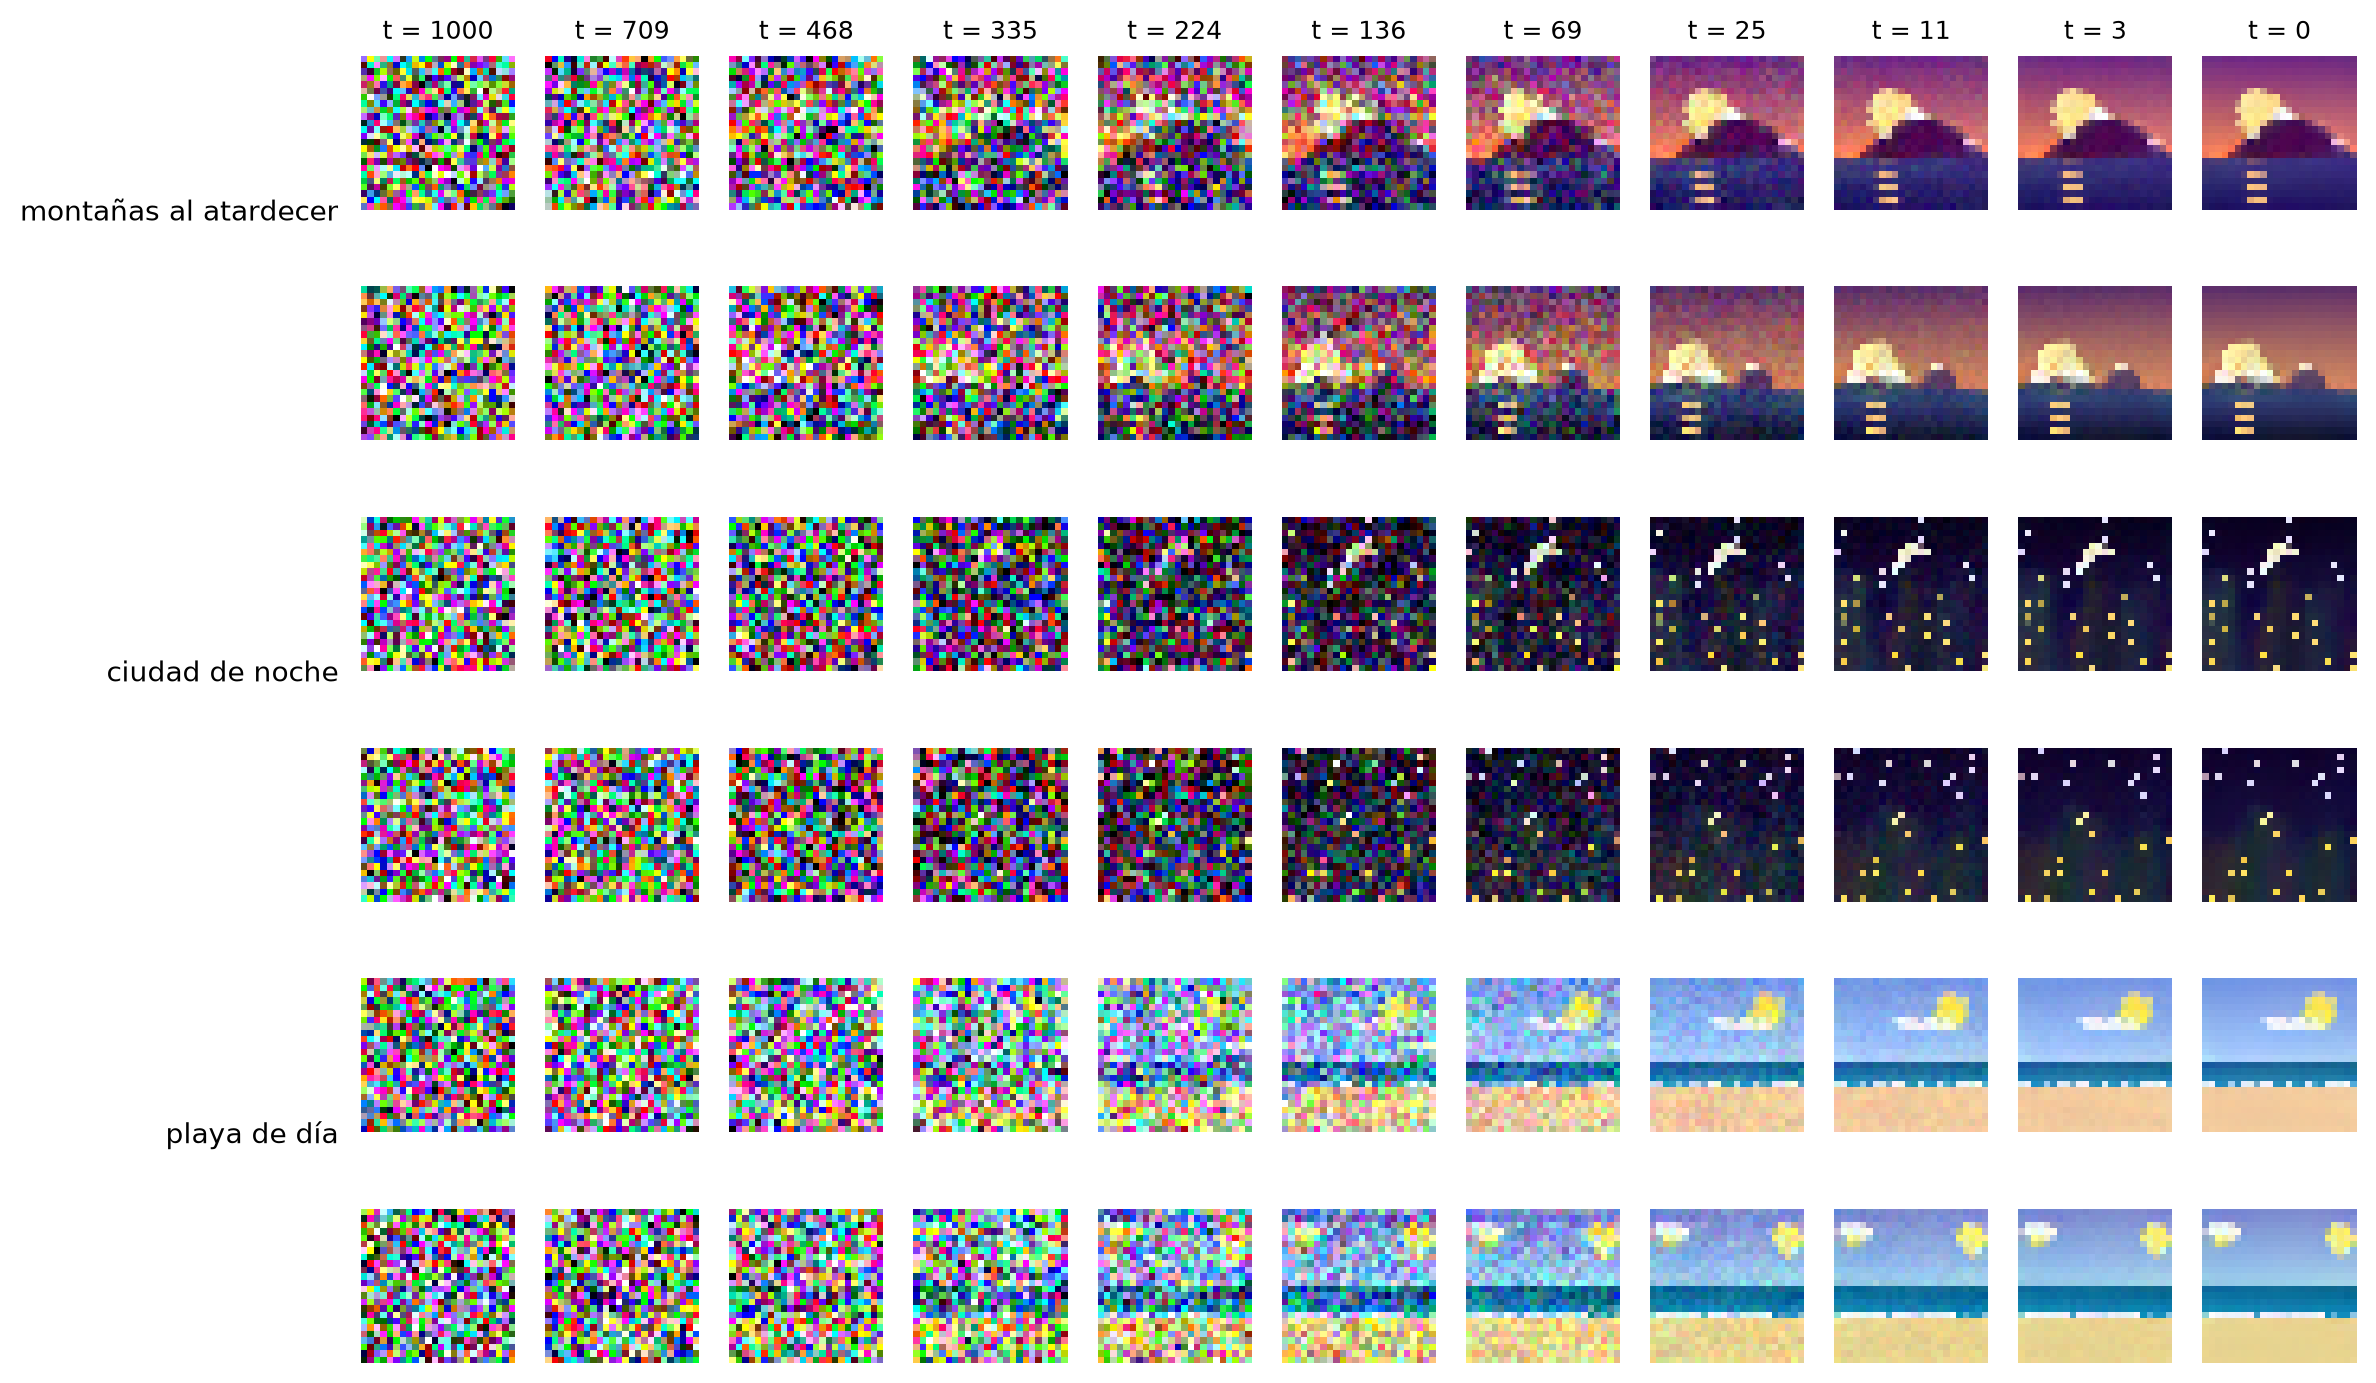 t = 1000 t = 709 t = 468 t = 335 t = 224 t = 136 t = 69 t = 25 t = 11 t = 3 t = 0
montañas al atardecer
ciudad de noche
playa de día